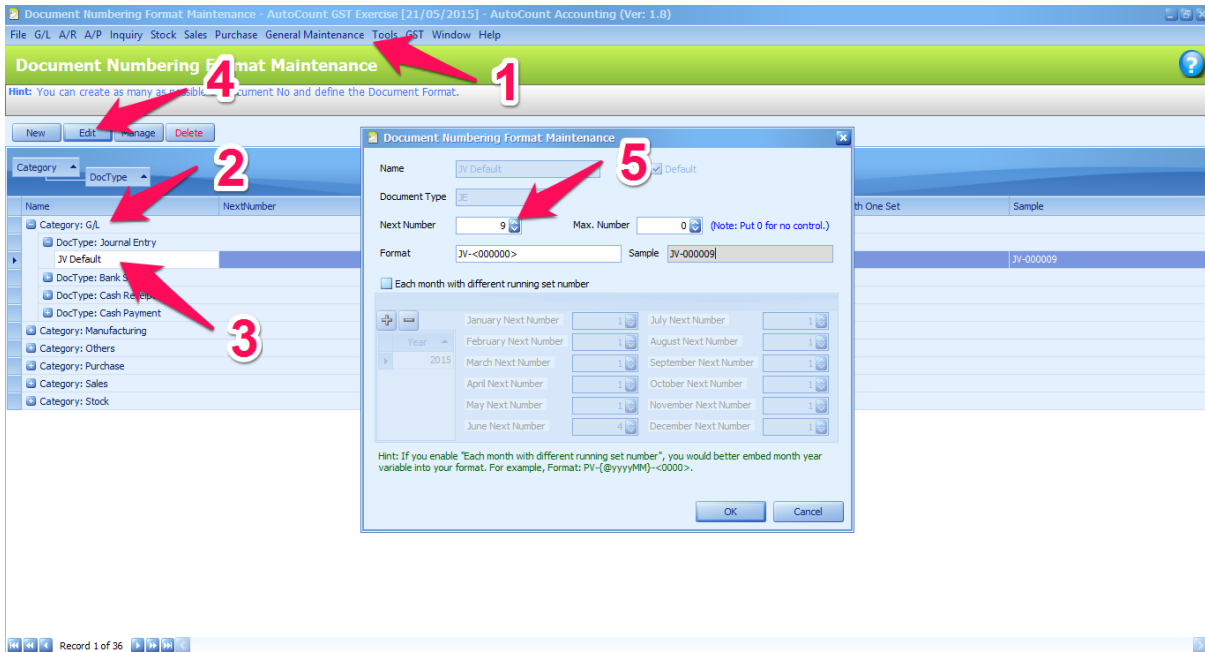 Document Numbering Format Maintenance - AutoCount GST Exercise [21/05/2015] - AutoCount Accounting (Ver: 1.8)
File G/L A/R A/P Inquiry Stock Sales Purchase General Maintenance Tools GST Window Help
Document Numbering Format Maintenance
4
1
Hint: You can create as many as possible Document No and define the Document Format.
New Edit Manage Delete
2
Category
DocType
Name NextNumber th One Set Sample
Category: G/L
DocType: Journal Entry
JV Default JV-000009
DocType: Bank
DocType: Cash Receipt
DocType: Cash Payment
3
Category: Manufacturing
Category: Others
Category: Purchase
Category: Sales
Category: Stock
Document Numbering Format Maintenance
5
Name JV Default Default
Document Type JE
Next Number 9 Max. Number 0 (Note: Put 0 for no control.)
Format JV-<000000> Sample JV-000009
Each month with different running set number
January Next Number 1 July Next Number 1
Year February Next Number 1 August Next Number 1
2015 March Next Number 1 September Next Number 1
April Next Number 1 October Next Number 1
May Next Number 1 November Next Number 1
June Next Number 4 December Next Number 1
Hint: If you enable "Each month with different running set number", you would better embed month year
variable into your format. For example, Format: PV-{@yyyyMM}-<0000>.
OK Cancel
Record 1 of 36